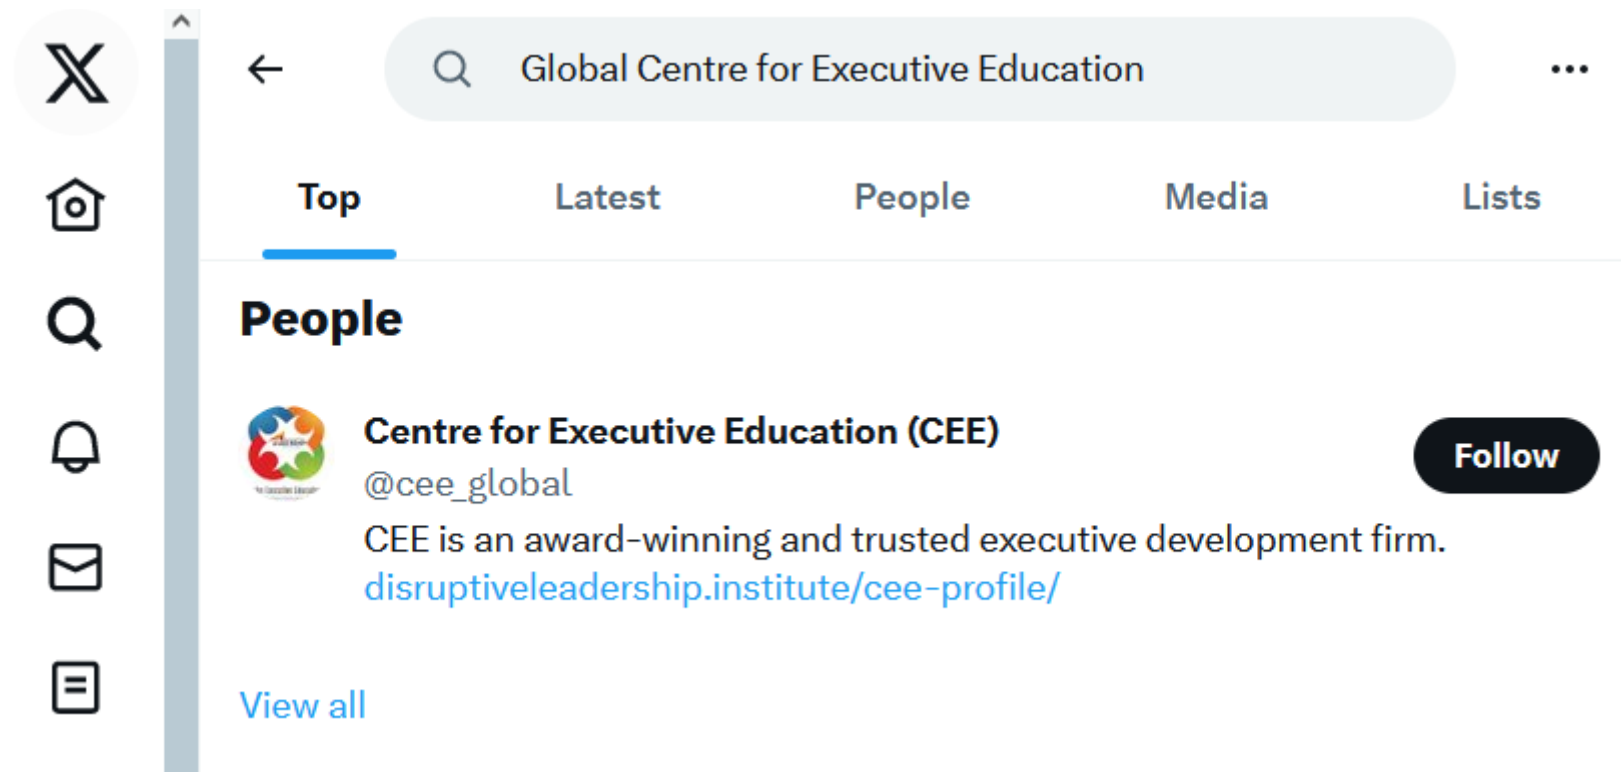 Global Centre for Executive Education
Top Latest People Media Lists
People
Centre for Executive Education (CEE)
@cee_global
Follow
CEE is an award-winning and trusted executive development firm.
disruptiveleadership.institute/cee-profile/
View all